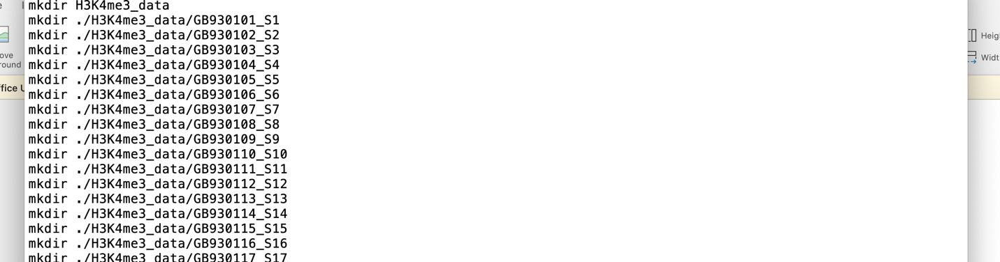 mkdir H3K4me3_data
mkdir ./H3K4me3_data/GB930101_S1
mkdir ./H3K4me3_data/GB930102_S2
mkdir ./H3K4me3_data/GB930103_S3
mkdir ./H3K4me3_data/GB930104_S4
mkdir ./H3K4me3_data/GB930105_S5
mkdir ./H3K4me3_data/GB930106_S6
mkdir ./H3K4me3_data/GB930107_S7
mkdir ./H3K4me3_data/GB930108_S8
mkdir ./H3K4me3_data/GB930109_S9
mkdir ./H3K4me3_data/GB930110_S10
mkdir ./H3K4me3_data/GB930111_S11
mkdir ./H3K4me3_data/GB930112_S12
mkdir ./H3K4me3_data/GB930113_S13
mkdir ./H3K4me3_data/GB930114_S14
mkdir ./H3K4me3_data/GB930115_S15
mkdir ./H3K4me3_data/GB930116_S16
mkdir ./H3K4me3_data/GB930117_S17
ove
round
ffice U
Heig
Widt